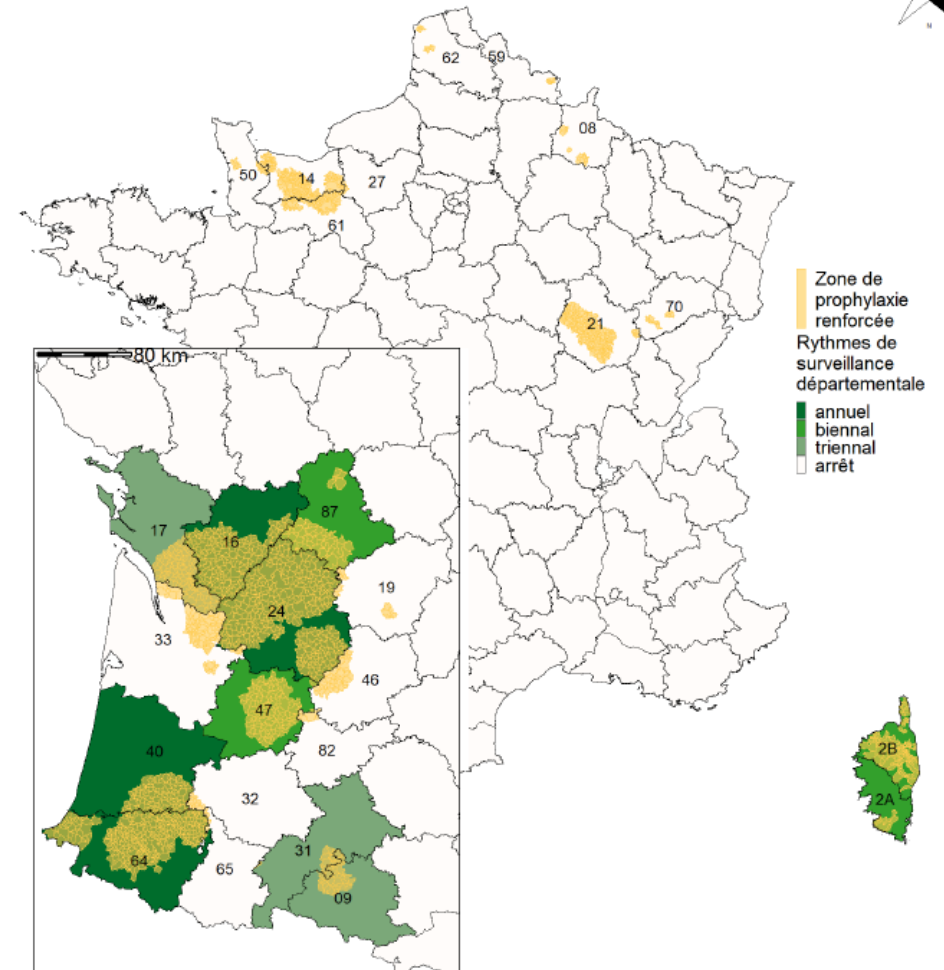 N
62
59
08
50
14
27
61
70
21
Zone de
prophylaxie
renforcée
Rythmes de
surveillance
départementale
annuel
biennal
triennal
arrêt
80 km
87
17
16
19
24
33
46
47
40
82
32
31
64
65
09
2B
2A